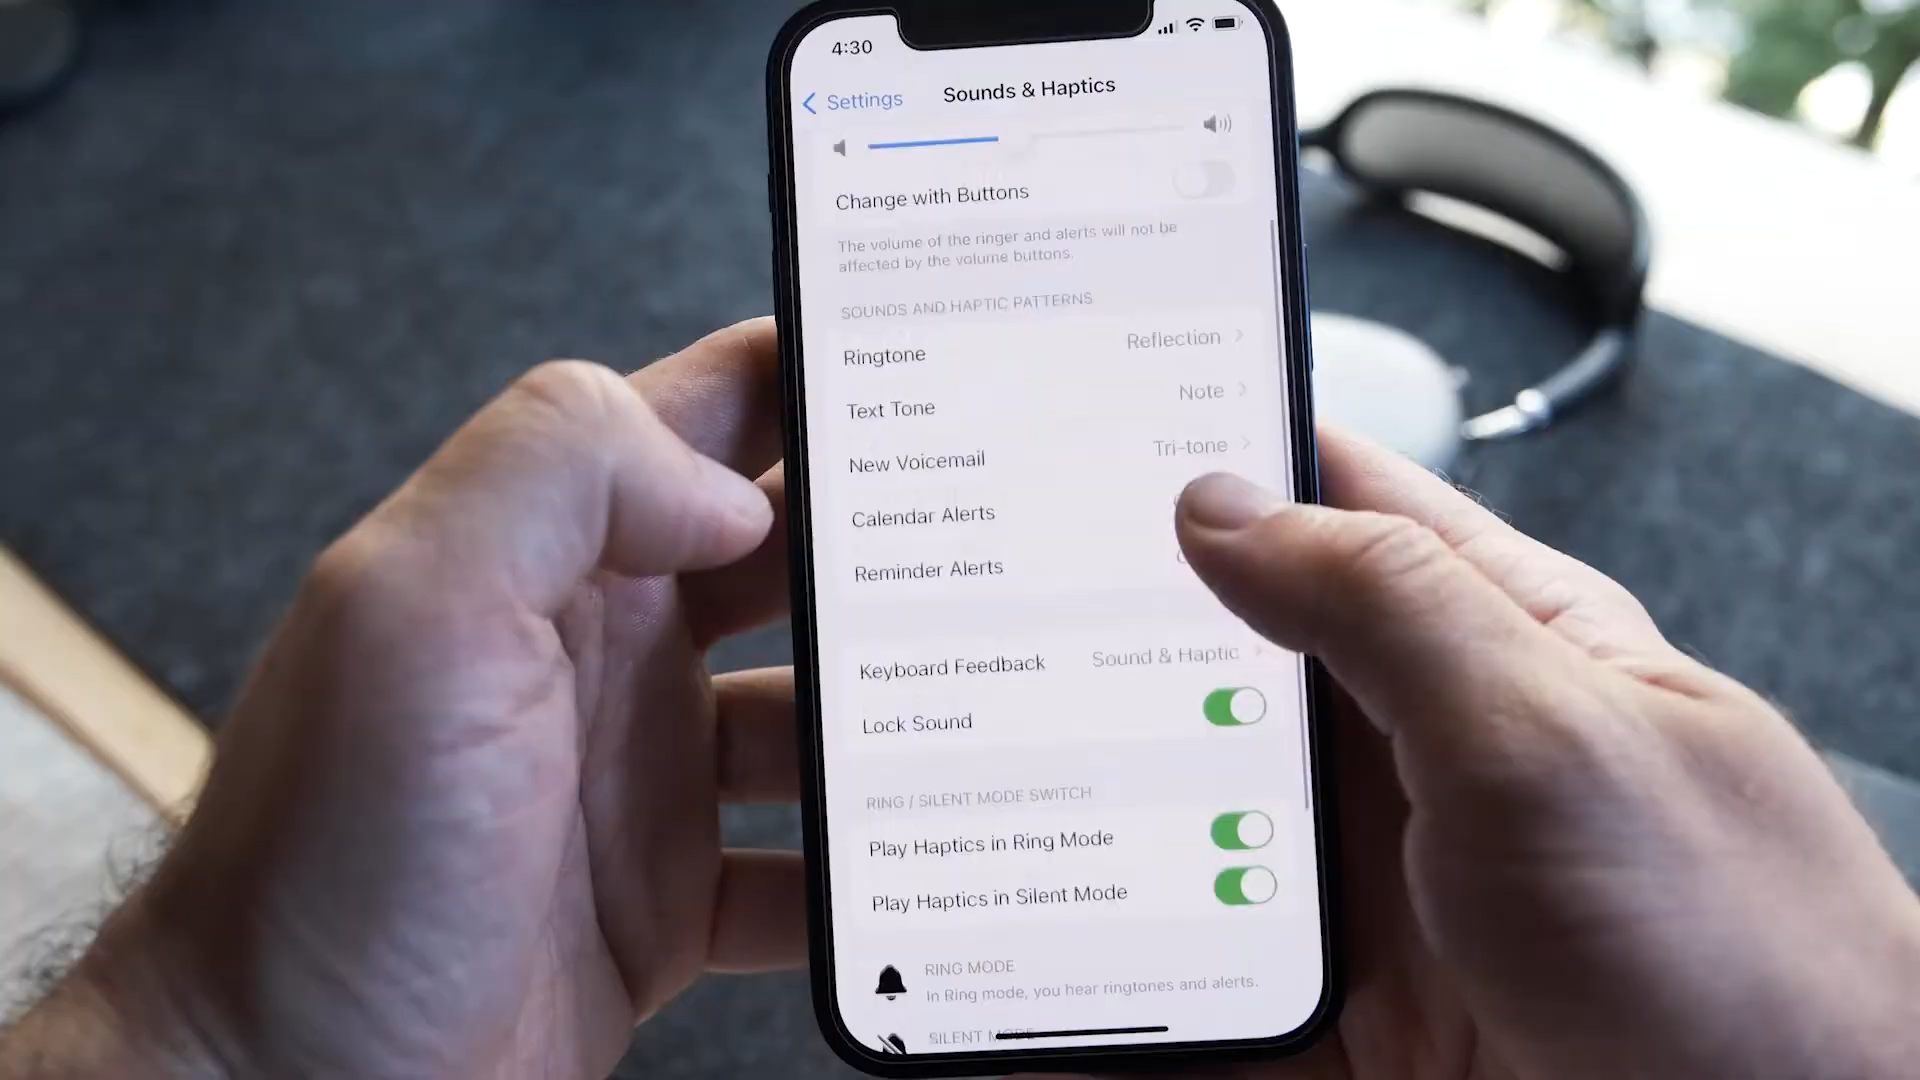 4:30
Settings
Sounds & Haptics
Change with Buttons
The volume of the ringer and alerts will not be
affected by the volume buttons.
SOUNDS AND HAPTIC PATTERNS
Ringtone Reflection
Text Tone Note
New Voicemail Tri-tone
Calendar Alerts
Reminder Alerts
Keyboard Feedback Sound & Haptic
Lock Sound
RING / SILENT MODE SWITCH
Play Haptics in Ring Mode
Play Haptics in Silent Mode
RING MODE
In Ring mode, you hear ringtones and alerts.
SILENT MODE